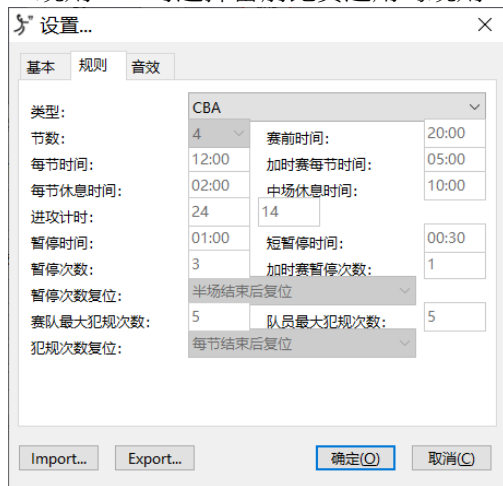 设置...
基本 规则 音效
类型: CBA
节数: 4 赛前时间: 20:00
每节时间: 12:00 加时赛每节时间: 05:00
每节休息时间: 02:00 中场休息时间: 10:00
进攻计时: 24 14
暂停时间: 01:00 短暂停时间: 00:30
暂停次数: 3 加时赛暂停次数: 1
暂停次数复位: 半场结束后复位
赛队最大犯规次数: 5 队员最大犯规次数: 5
犯规次数复位: 每节结束后复位
Import... Export... 确定(O) 取消(C)